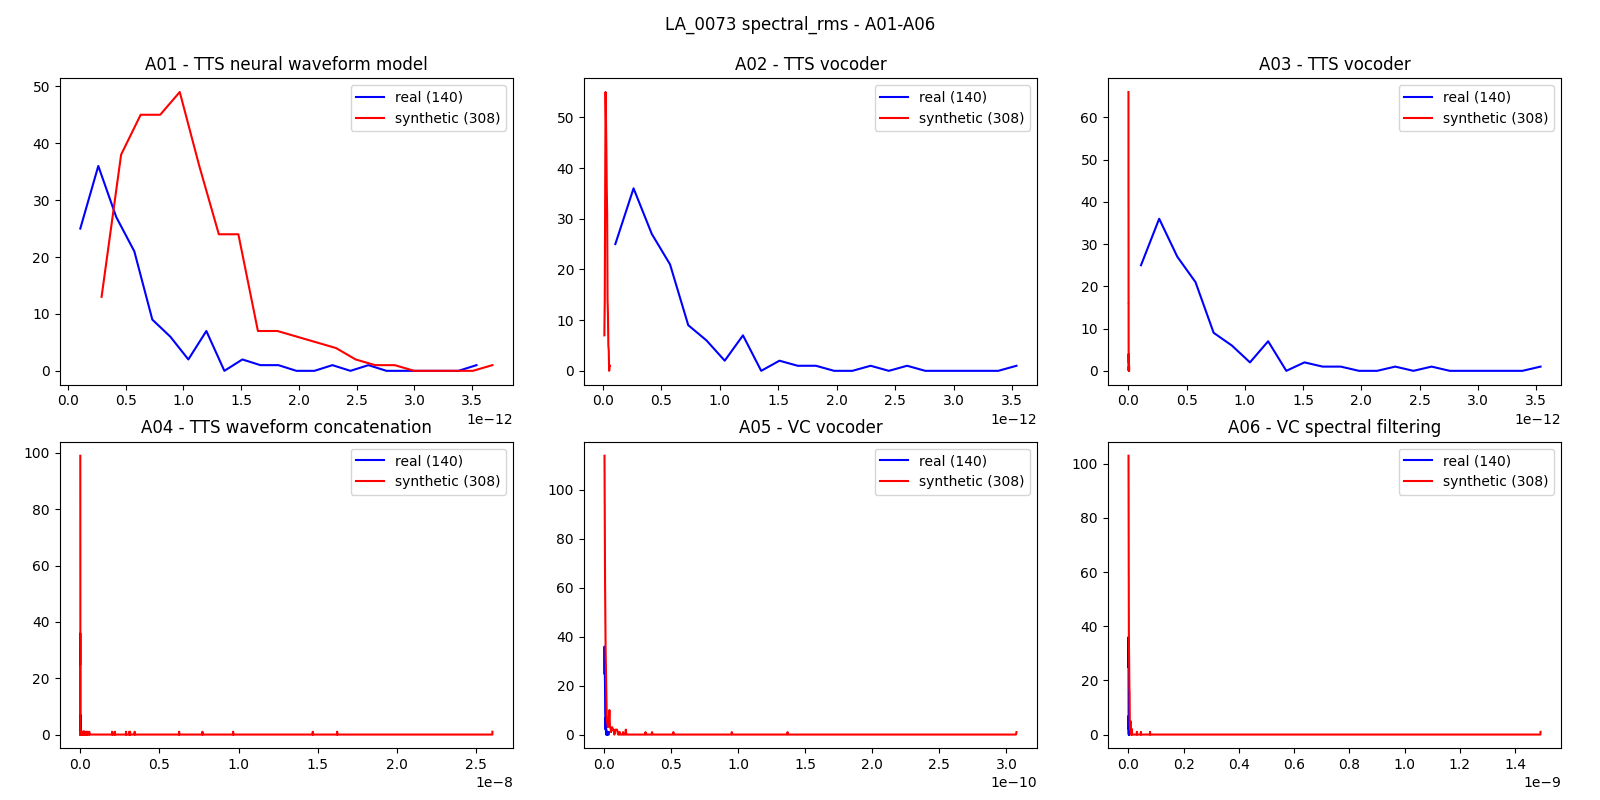 LA_0073 spectral_rms - A01-A06
A01 - TTS neural waveform model
real (140)
synthetic (308)
50
40
30
20
10
0
0.0 0.5 1.0 1.5 2.0 2.5 3.0 3.5
1e−12
A02 - TTS vocoder
real (140)
synthetic (308)
50
40
30
20
10
0
0.0 0.5 1.0 1.5 2.0 2.5 3.0 3.5
1e−12
A03 - TTS vocoder
real (140)
synthetic (308)
60
50
40
30
20
10
0
0.0 0.5 1.0 1.5 2.0 2.5 3.0 3.5
1e−12
A04 - TTS waveform concatenation
real (140)
synthetic (308)
100
80
60
40
20
0
0.0 0.5 1.0 1.5 2.0 2.5
1e−8
A05 - VC vocoder
real (140)
synthetic (308)
100
80
60
40
20
0
0.0 0.5 1.0 1.5 2.0 2.5 3.0
1e−10
A06 - VC spectral filtering
real (140)
synthetic (308)
100
80
60
40
20
0
0.0 0.2 0.4 0.6 0.8 1.0 1.2 1.4
1e−9